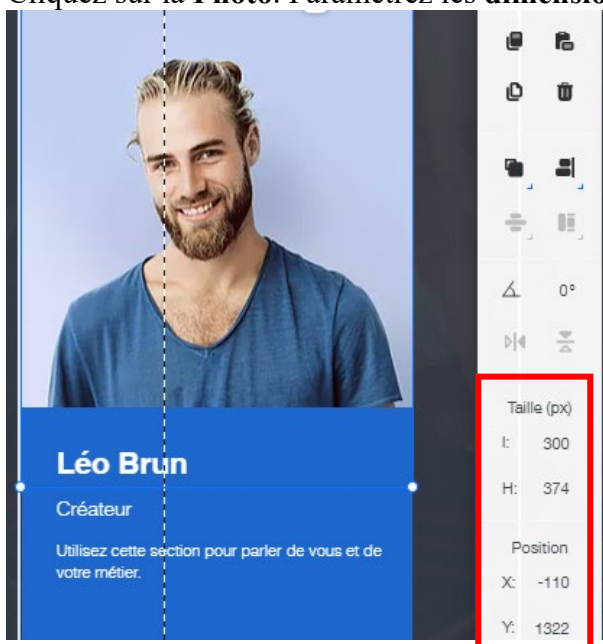 Cliquez sur la Photo. Paramétrez les dimensio
0°
Taille (px)
l: 300
H: 374
Position
X: -110
Y: 1322
Léo Brun
Créateur
Utilisez cette section pour parler de vous et de
votre métier.